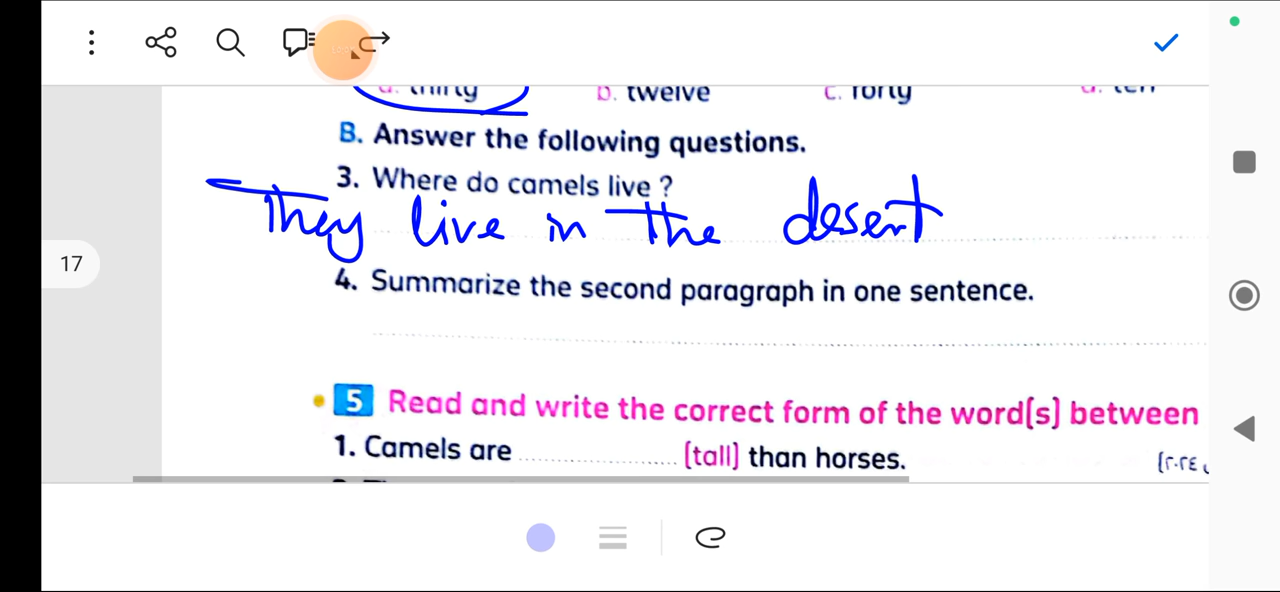 a. thirty b. twelve c. forty d. ten
B. Answer the following questions.
3. Where do camels live ?
They live in the desert
17
4. Summarize the second paragraph in one sentence.
5 Read and write the correct form of the word(s) between
1. Camels are .................. (tall) than horses.